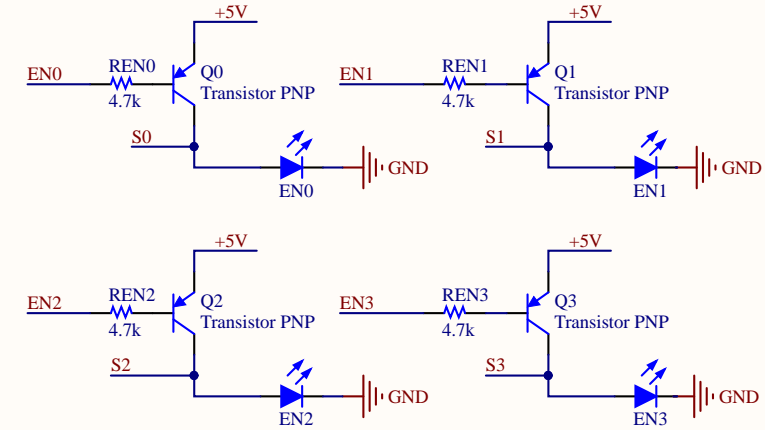 +5V
EN0
REN0
4.7k
Q0
Transistor PNP
S0
GND
EN0
+5V
EN1
REN1
4.7k
Q1
Transistor PNP
S1
GND
EN1
+5V
EN2
REN2
4.7k
Q2
Transistor PNP
S2
GND
EN2
+5V
EN3
REN3
4.7k
Q3
Transistor PNP
S3
GND
EN3